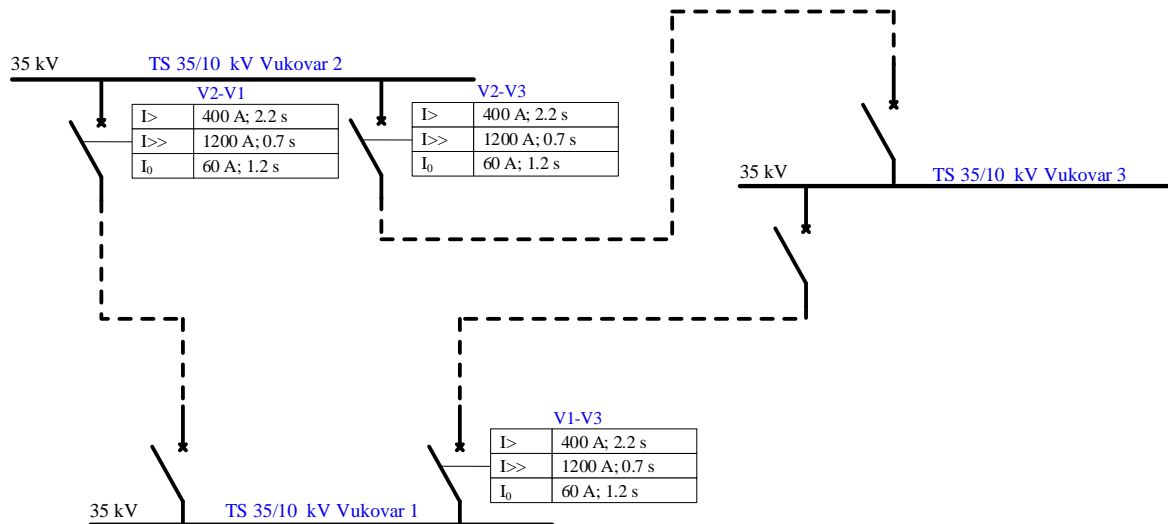 35 kV TS 35/10 kV Vukovar 2
V2-V1
I> 400 A; 2.2 s
I>> 1200 A; 0.7 s
I₀ 60 A; 1.2 s
V2-V3
I> 400 A; 2.2 s
I>> 1200 A; 0.7 s
I₀ 60 A; 1.2 s
35 kV TS 35/10 kV Vukovar 3
V1-V3
I> 400 A; 2.2 s
I>> 1200 A; 0.7 s
I₀ 60 A; 1.2 s
35 kV TS 35/10 kV Vukovar 1